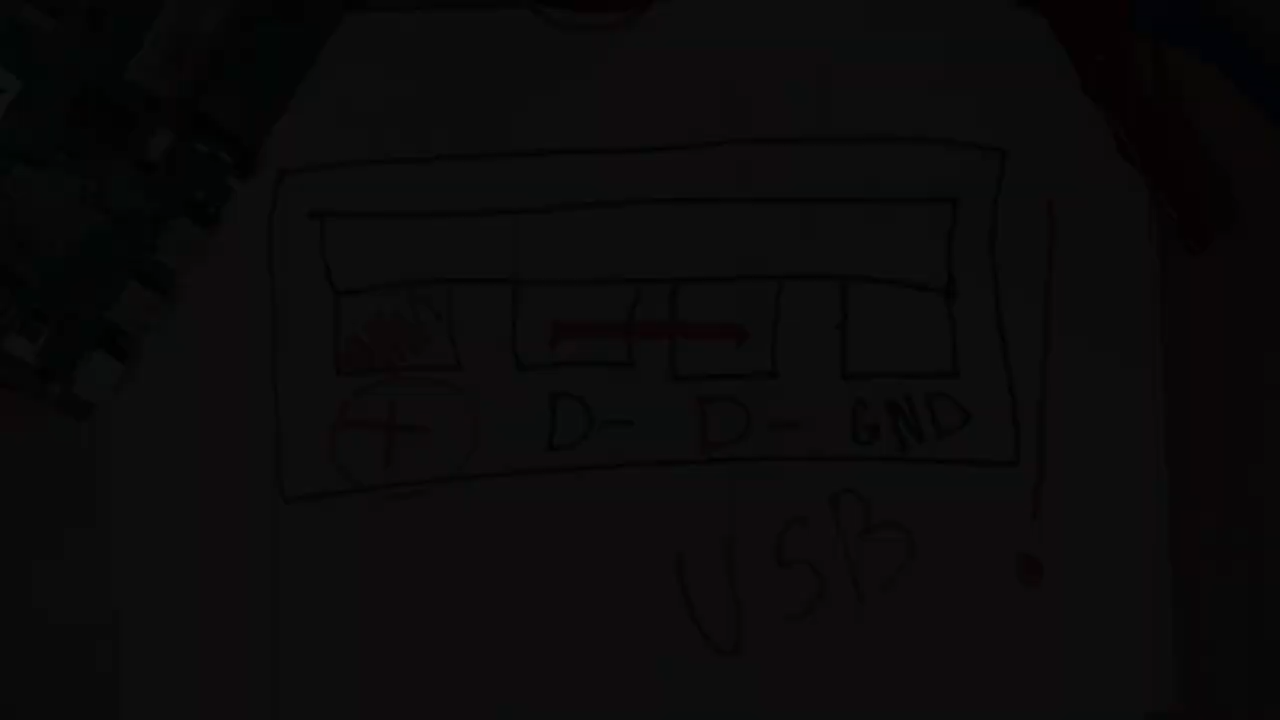 + D- D- GND
USB